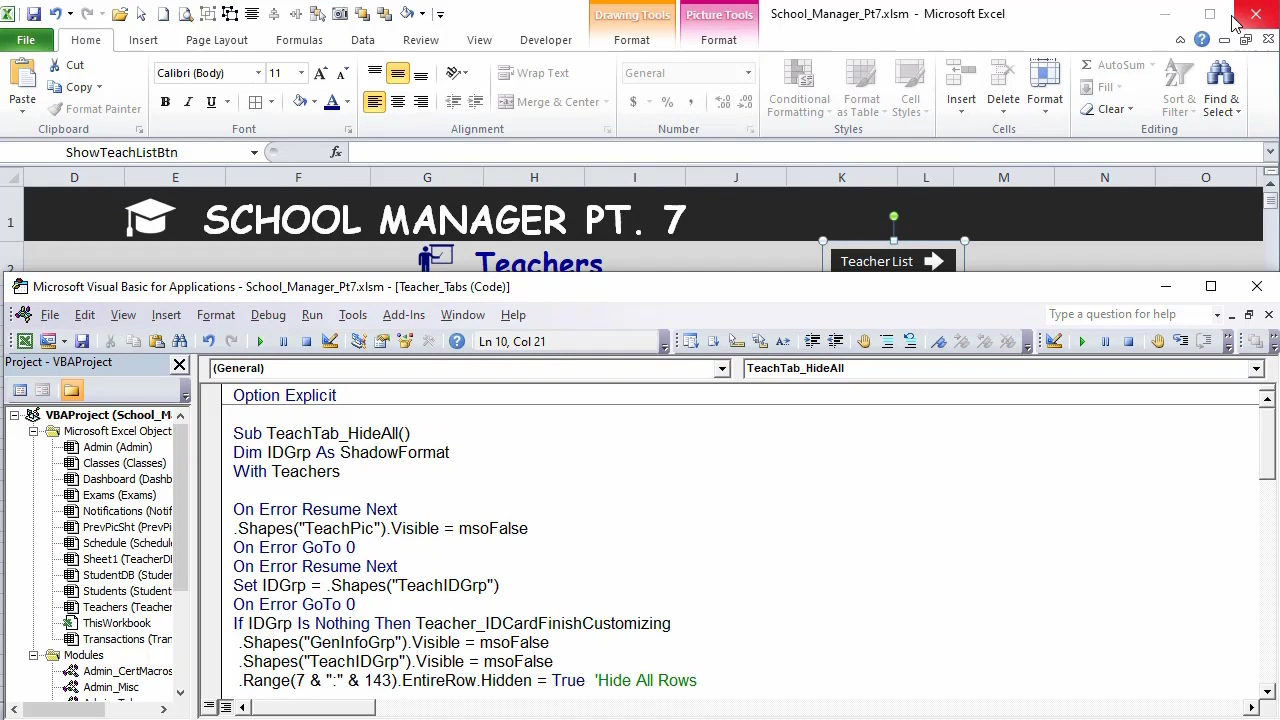 Drawing Tools
Picture Tools
School_Manager_Pt7.xlsm - Microsoft Excel
File Home Insert Page Layout Formulas Data Review View Developer Format Format
Paste
Cut
Copy
Format Painter
Clipboard
Calibri (Body) 11
B I U
Font
Wrap Text
Merge & Center
Alignment
General
$ % ,
Number
Conditional Formatting
Format as Table
Cell Styles
Styles
Insert
Delete
Format
Cells
AutoSum
Fill
Clear
Sort & Filter
Find & Select
Editing
ShowTeachListBtn fx
D E F G H I J K L M N O
1 SCHOOL MANAGER PT. 7
2 Teachers Teacher List
Microsoft Visual Basic for Applications - School_Manager_Pt7.xlsm - [Teacher_Tabs (Code)]
File Edit View Insert Format Debug Run Tools Add-Ins Window Help Type a question for help
Ln 10, Col 21
Project - VBAProject
(General) TeachTab_HideAll
VBAProject (School_M
Microsoft Excel Object
Admin (Admin)
Classes (Classes)
Dashboard (Dashb
Exams (Exams)
Notifications (Notif
PrevPicSht (PrevPi
Schedule (Schedule
Sheet1 (TeacherD
StudentDB (Studen
Students (Student
Teachers (Teacher
ThisWorkbook
Transactions (Tran
Modules
Admin_CertMacros
Admin_Misc
Option Explicit
Sub TeachTab_HideAll()
Dim IDGrp As ShadowFormat
With Teachers
On Error Resume Next
.Shapes("TeachPic").Visible = msoFalse
On Error GoTo 0
On Error Resume Next
Set IDGrp = .Shapes("TeachIDGrp")
On Error GoTo 0
If IDGrp Is Nothing Then Teacher_IDCardFinishCustomizing
.Shapes("GenInfoGrp").Visible = msoFalse
.Shapes("TeachIDGrp").Visible = msoFalse
.Range(7 & ":" & 143).EntireRow.Hidden = True 'Hide All Rows